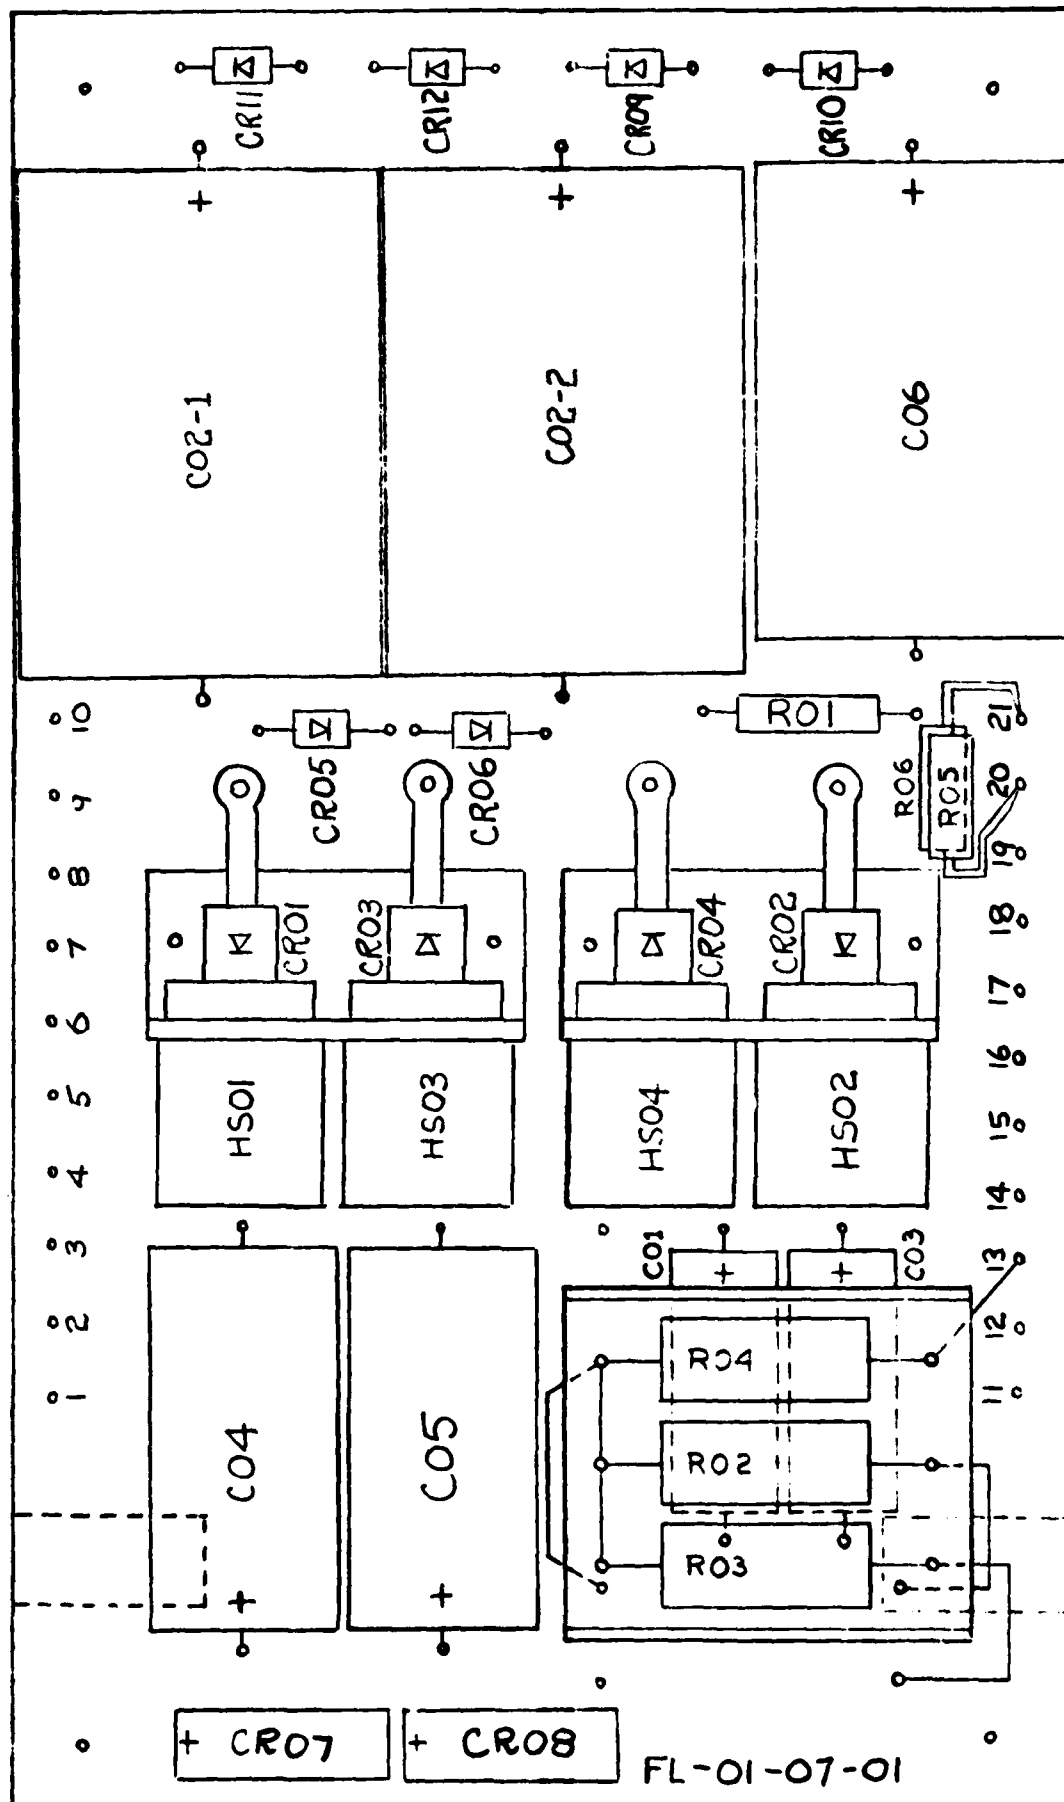 CR11
CR12
CR09
CR10
+
+
+
C02-1
C02-2
C06
10
9
8
7
6
5
4
3
2
1
CR05
CR06
R01
R06
R05
21
20
19
18
17
16
15
14
13
12
11
CR01
CR03
CR04
CR02
HS01
HS03
HS04
HS02
C01
C03
+
+
C04
+
C05
+
R04
R02
R03
+ CR07
+ CR08
FL-01-07-01